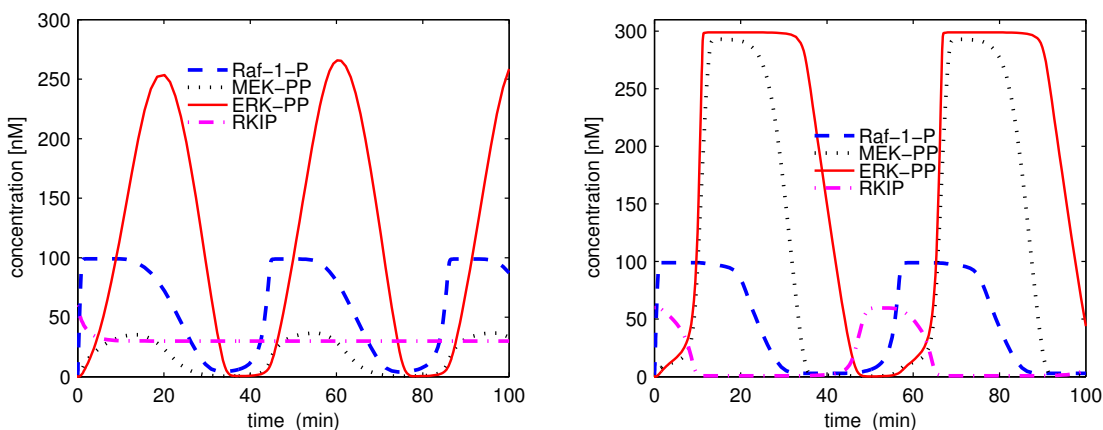 300
250
200
150
100
50
0
concentration [nM]
Raf-1-P
MEK-PP
ERK-PP
RKIP
0 20 40 60 80 100
time (min)
300
250
200
150
100
50
0
concentration [nM]
Raf-1-P
MEK-PP
ERK-PP
RKIP
0 20 40 60 80 100
time (min)